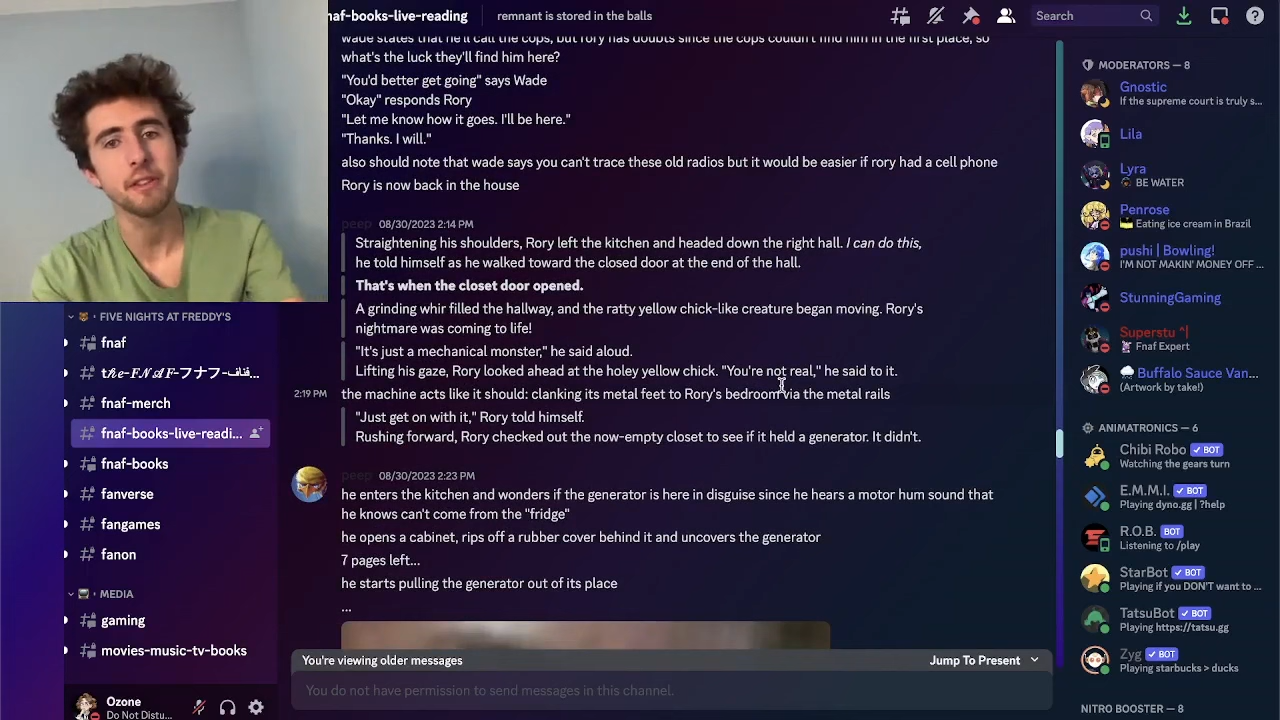 naf-books-live-reading
remnant is stored in the balls
Search
wade states that he'll call the cops, but rory has doubts since the cops couldn't find him in the first place, so
what's the luck they'll find him here?
"You'd better get going" says Wade
"Okay" responds Rory
"Let me know how it goes. I'll be here."
"Thanks. I will."
also should note that wade says you can't trace these old radios but it would be easier if rory had a cell phone
Rory is now back in the house
peep 08/30/2023 2:14 PM
Straightening his shoulders, Rory left the kitchen and headed down the right hall. I can do this,
he told himself as he walked toward the closed door at the end of the hall.
That's when the closet door opened.
A grinding whir filled the hallway, and the ratty yellow chick-like creature began moving. Rory's
nightmare was coming to life!
"It's just a mechanical monster," he said aloud.
Lifting his gaze, Rory looked ahead at the holey yellow chick. "You're not real," he said to it.
2:19 PM the machine acts like it should: clanking its metal feet to Rory's bedroom via the metal rails
"Just get on with it," Rory told himself.
Rushing forward, Rory checked out the now-empty closet to see if it held a generator. It didn't.
peep 08/30/2023 2:23 PM
he enters the kitchen and wonders if the generator is here in disguise since he hears a motor hum sound that
he knows can't come from the "fridge"
he opens a cabinet, rips off a rubber cover behind it and uncovers the generator
7 pages left...
he starts pulling the generator out of its place
...
You're viewing older messages
Jump To Present
You do not have permission to send messages in this channel.
FIVE NIGHTS AT FREDDY'S
fnaf
fnaf-merch
fnaf-books-live-readi...
fnaf-books
fanverse
fangames
fanon
MEDIA
gaming
movies-music-tv-books
Ozone
Do Not Distu...
MODERATORS — 8
Gnostic
If the supreme court is truly s...
Lila
Lyra
BE WATER
Penrose
Eating ice cream in Brazil
pushi | Bowling!
I'M NOT MAKIN' MONEY OFF ...
StunningGaming
Superstu ^|
Fnaf Expert
Buffalo Sauce Van...
(Artwork by take!)
ANIMATRONICS — 6
Chibi Robo BOT
Watching the gears turn
E.M.M.I. BOT
Playing dyno.gg | ?help
R.O.B. BOT
Listening to /play
StarBot BOT
Playing if you DON'T want to ...
TatsuBot BOT
Playing https://tatsu.gg
Zyg BOT
Playing starbucks > ducks
NITRO BOOSTER — 8